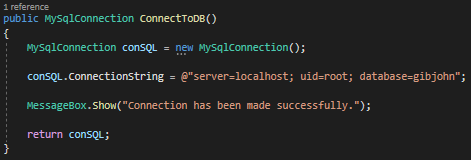 1 reference
public MySqlConnection ConnectToDB()
{
MySqlConnection conSQL = new MySqlConnection();
conSQL.ConnectionString = @"server=localhost; uid=root; database=gibjohn";
MessageBox.Show("Connection has been made successfully.");
return conSQL;
}